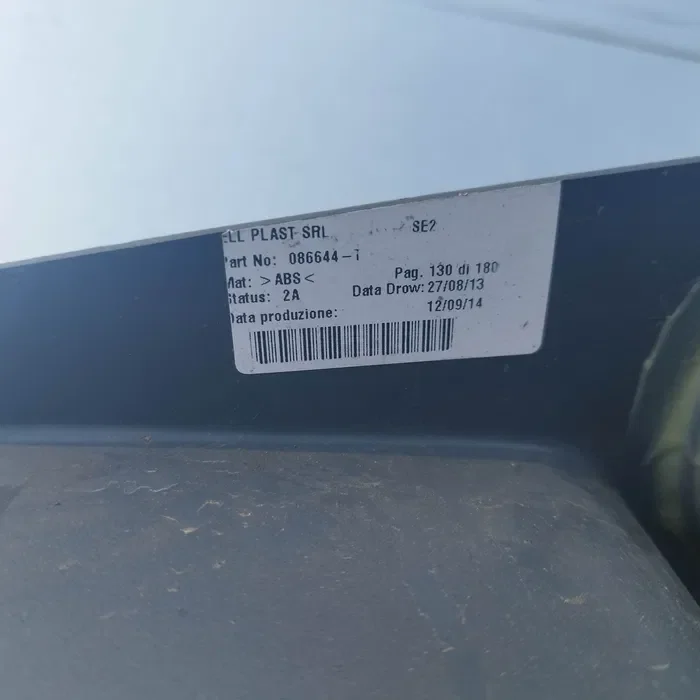 ELL PLAST SRL SE2
Part No: 086644-1
Mat: >ABS< Pag. 130 di 180
Status: 2A Data Drow: 27/08/13
Data produzione: 12/09/14